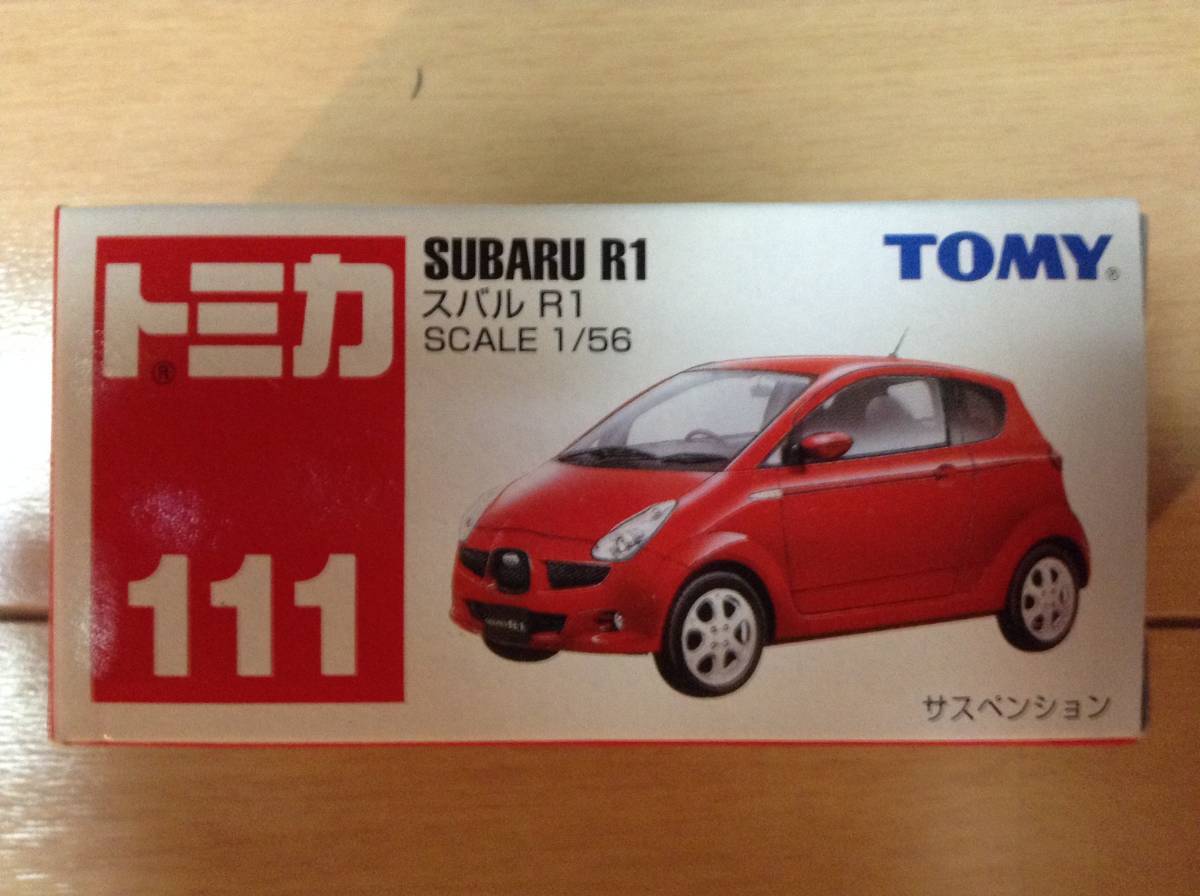 トミカ®
111
SUBARU R1
スバル R1
SCALE 1/56
TOMY®
サスペンション